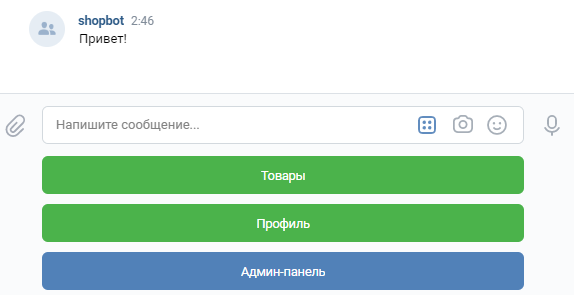 shopbot 2:46
Привет!
Напишите сообщение...
Товары
Профиль
Админ-панель